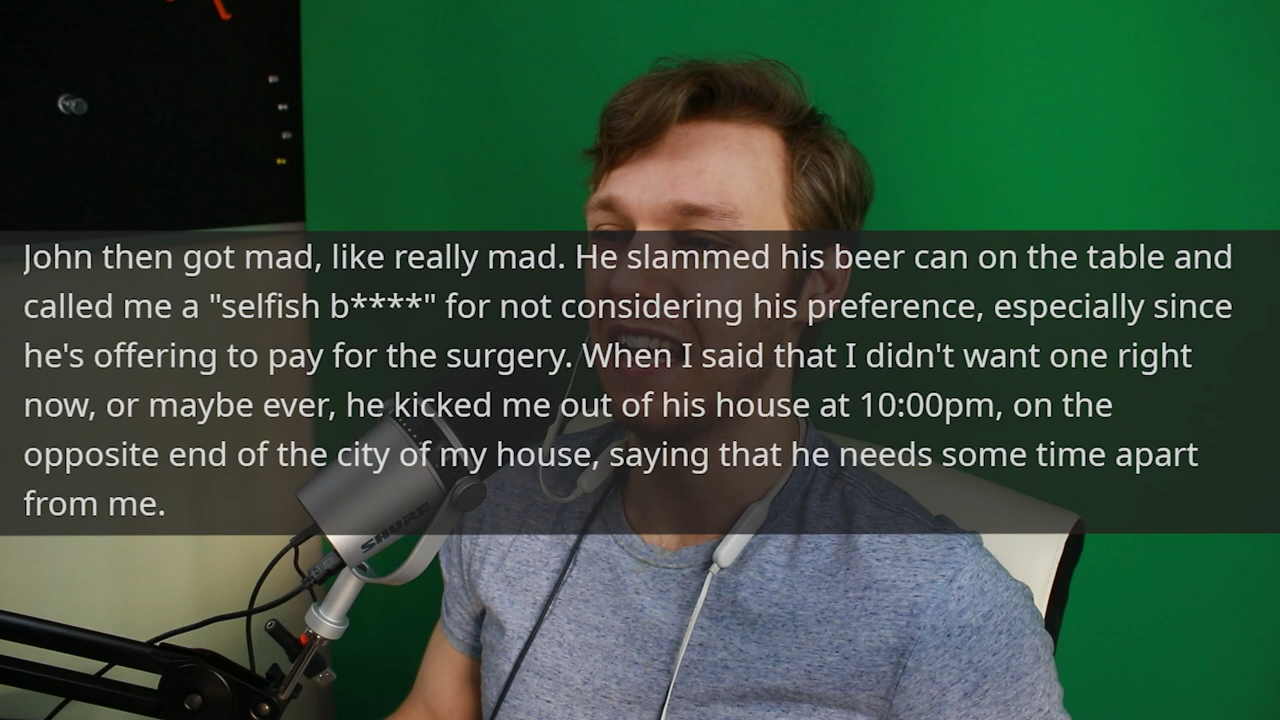 John then got mad, like really mad. He slammed his beer can on the table and
called me a "selfish b****" for not considering his preference, especially since
he's offering to pay for the surgery. When I said that I didn't want one right
now, or maybe ever, he kicked me out of his house at 10:00pm, on the
opposite end of the city of my house, saying that he needs some time apart
from me.
SHURE